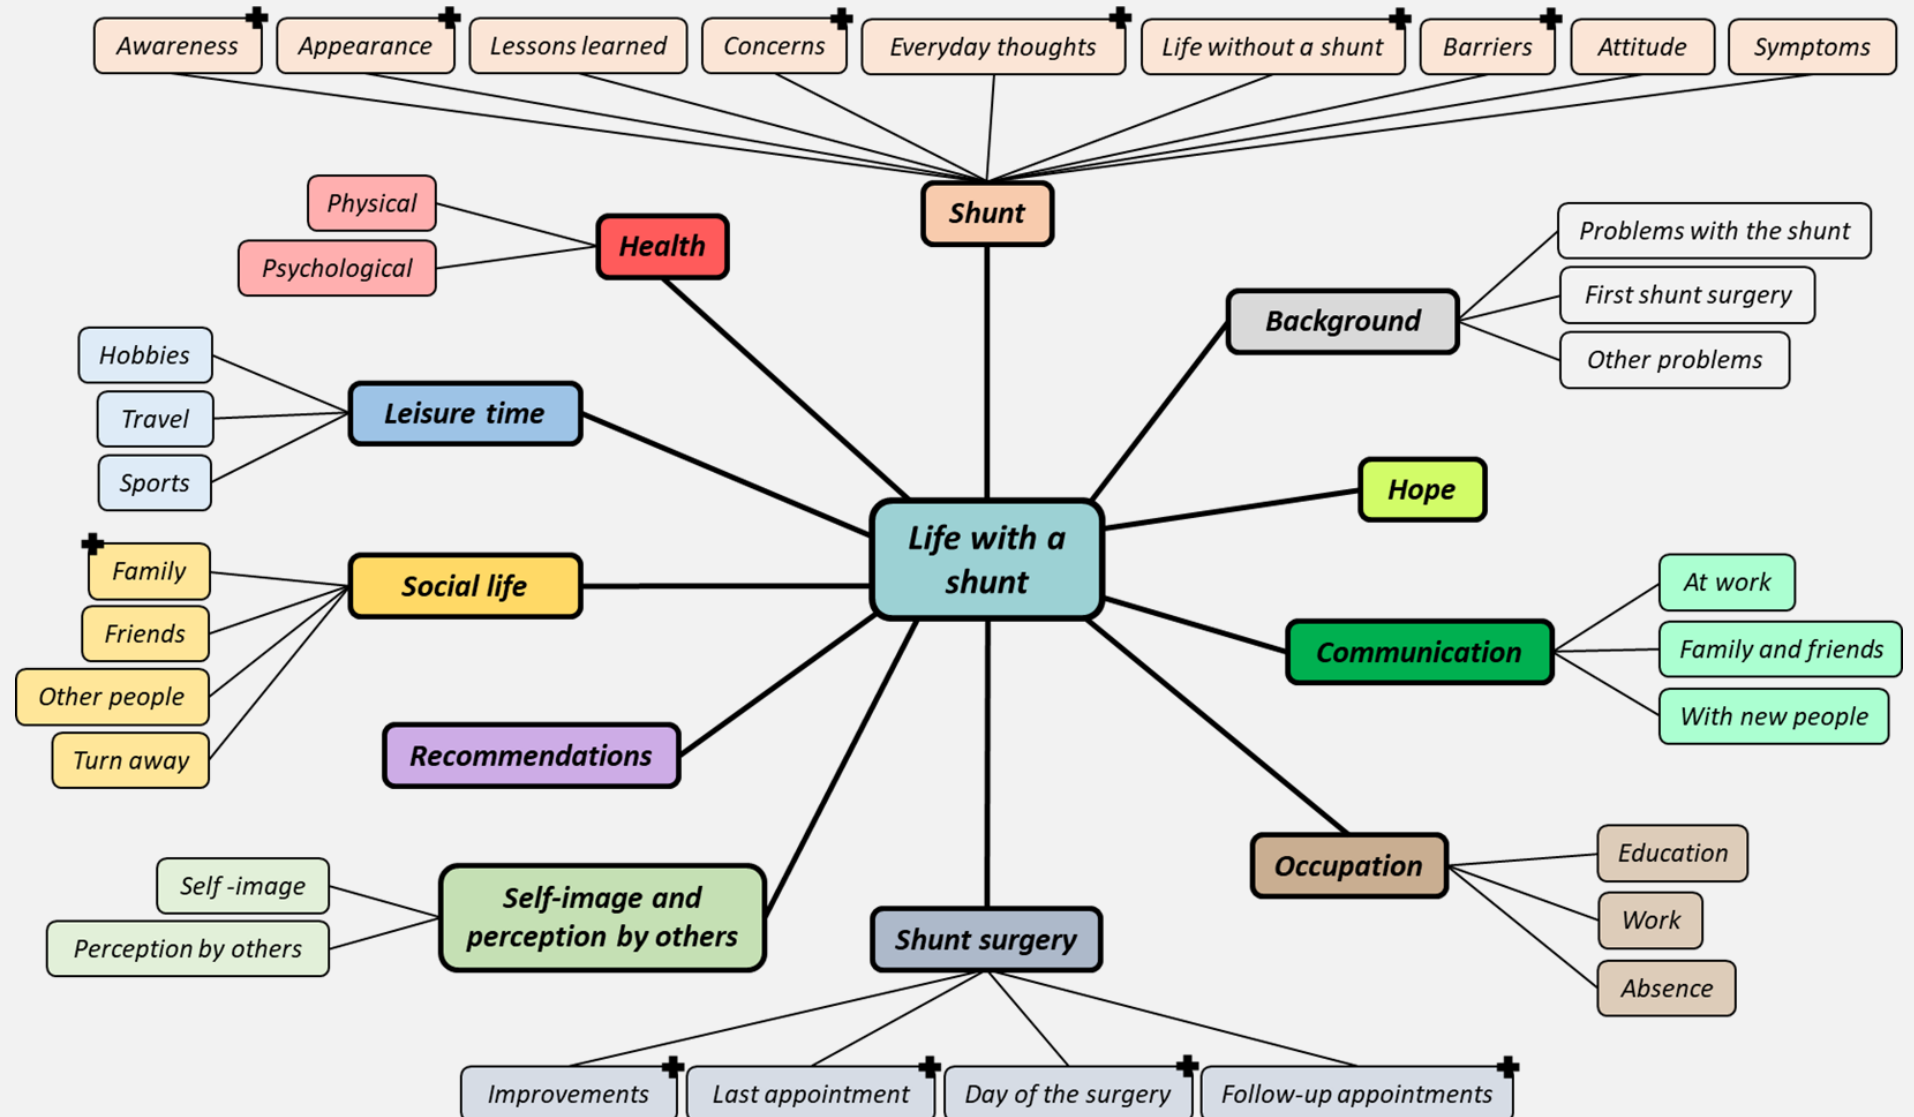 Awareness
Appearance
Lessons learned
Concerns
Everyday thoughts
Life without a shunt
Barriers
Attitude
Symptoms
Shunt
Physical
Psychological
Health
Problems with the shunt
First shunt surgery
Other problems
Background
Hobbies
Travel
Sports
Leisure time
Hope
Life with a
shunt
Family
Friends
Other people
Turn away
Social life
At work
Family and friends
With new people
Communication
Recommendations
Self -image
Perception by others
Self-image and
perception by others
Occupation
Education
Work
Absence
Shunt surgery
Improvements
Last appointment
Day of the surgery
Follow-up appointments